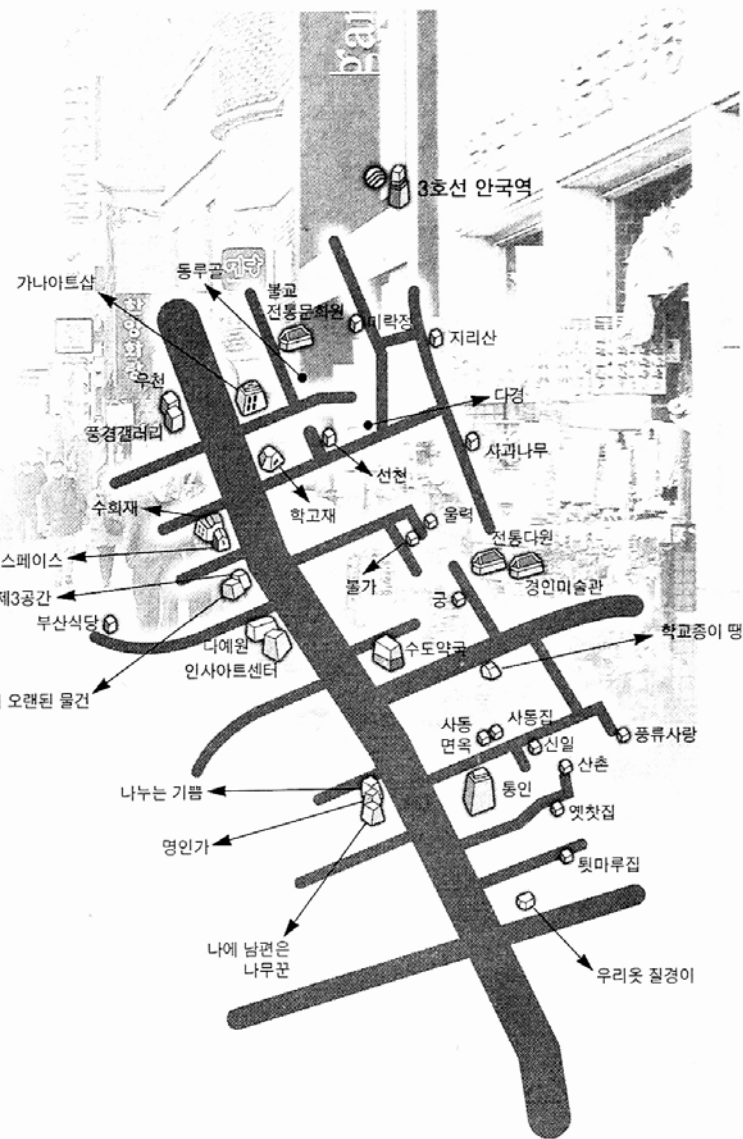 3호선 안국역
가나아트샵
통루골
불교
전통문화원
미락정
지리산
우천
풍경갤러리
다경
사과나무
선천
학고재
수희재
울력
스페이스
불가
전통다원
경인미술관
제3공간
궁
부산식당
다예원
인사아트센터
수도약국
학교종이 땡
오랜된 물건
사동
면옥
사동집
신일
풍류사랑
산촌
나누는 기쁨
통인
옛찻집
명인가
툇마루집
나에 남편은
나무꾼
우리옷 질경이